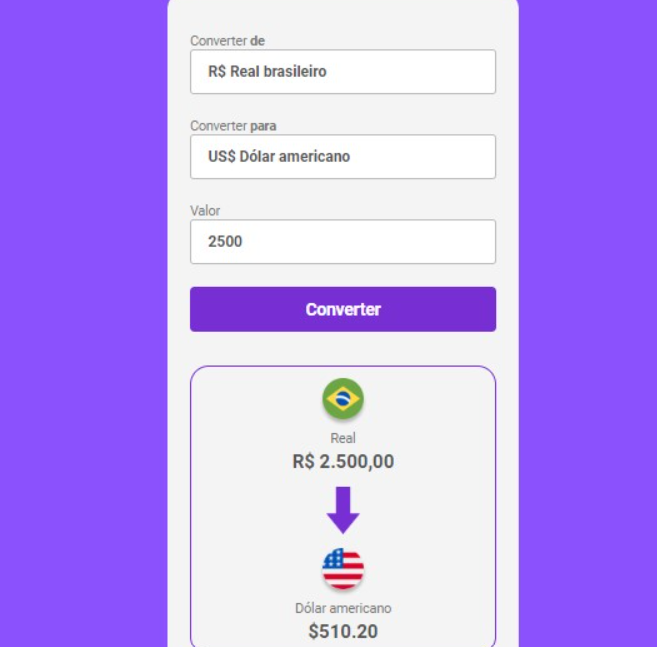 Converter de
R$ Real brasileiro
Converter para
US$ Dólar americano
Valor
2500
Converter
Real
R$ 2.500,00
Dólar americano
$510.20